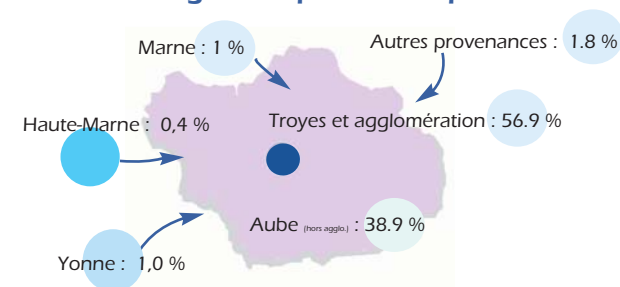 Marne : 1 %
Autres provenances : 1.8 %
Haute-Marne : 0,4 %
Troyes et agglomération : 56.9 %
Aube (hors agglo.) : 38.9 %
Yonne : 1,0 %